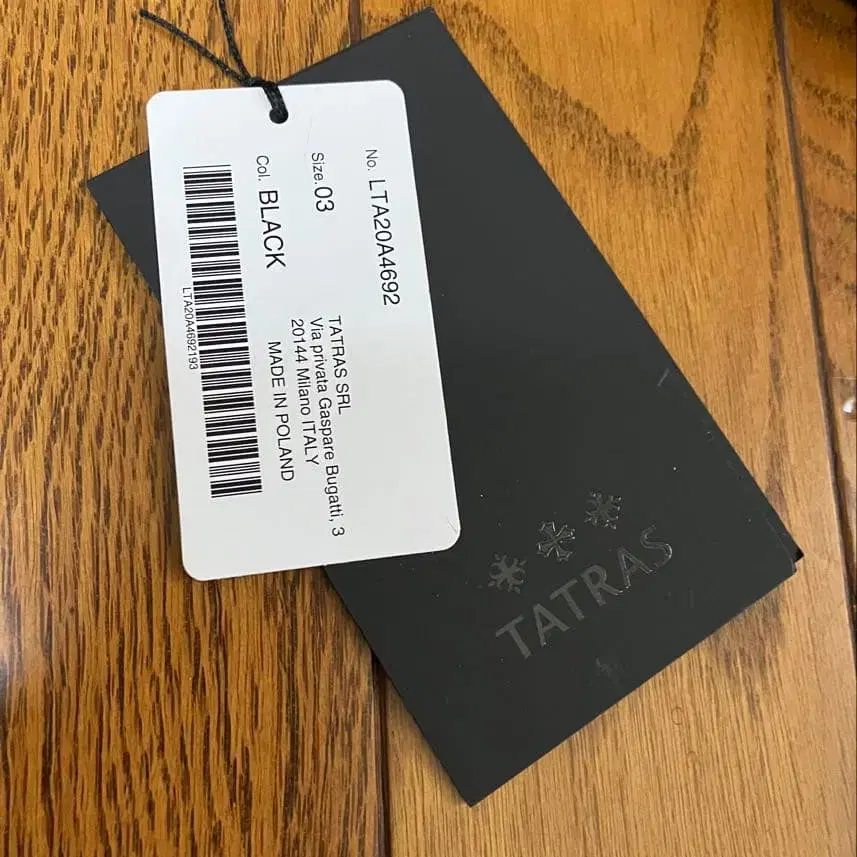 No. LTA20A4692
Size.03
Col. BLACK
TATRAS SRL
Via privata Gaspare Bugatti, 3
20144 Milano ITALY
MADE IN POLAND
LTA20A4692193
TATRAS